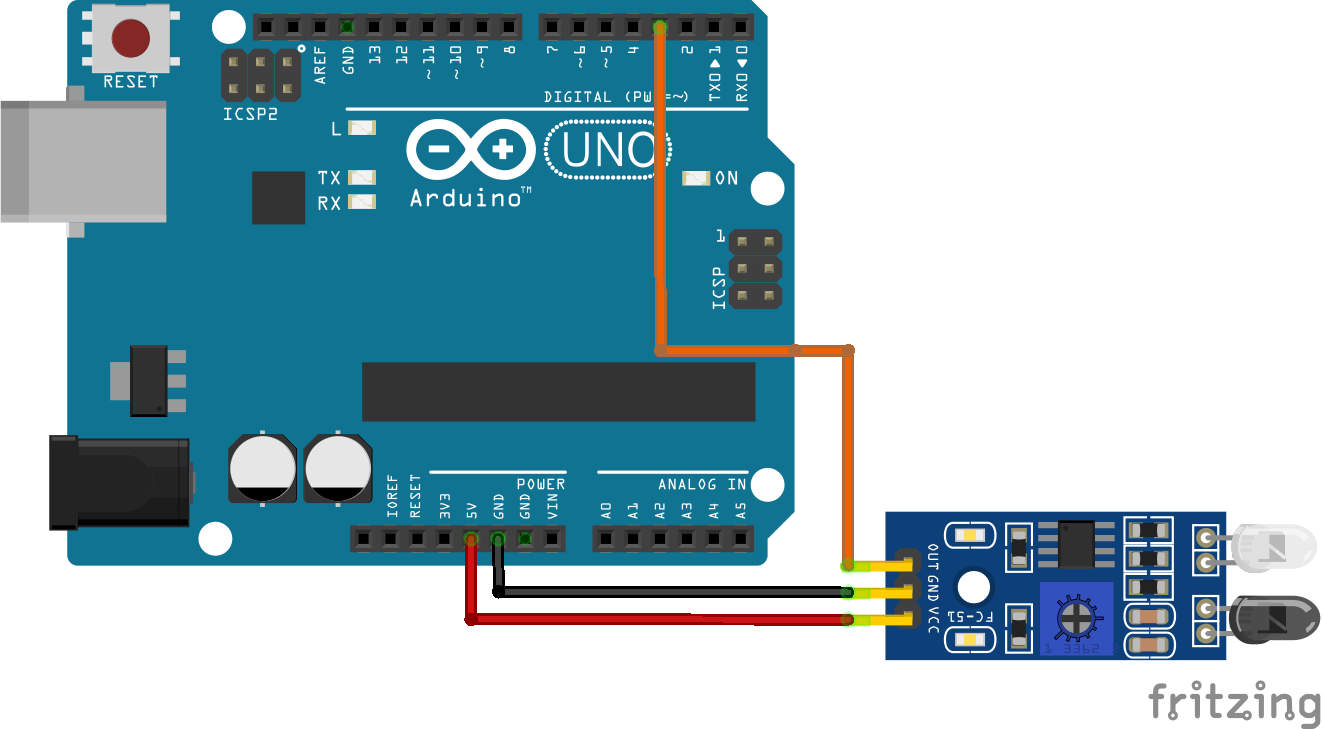 RESET
ICSP2
AREF
GND
13
12
~11
~10
~9
8
7
~6
~5
4
2
TX0▶1
RX0◀0
DIGITAL (PW =~)
L
TX
RX
UNO
Arduino™
ON
1
ICSP
IOREF
RESET
3V3
5V
GND
GND
VIN
POWER
ANALOG IN
A0
A1
A2
A3
A4
A5
OUT
GND
VCC
FC-51
1 3362
fritzing